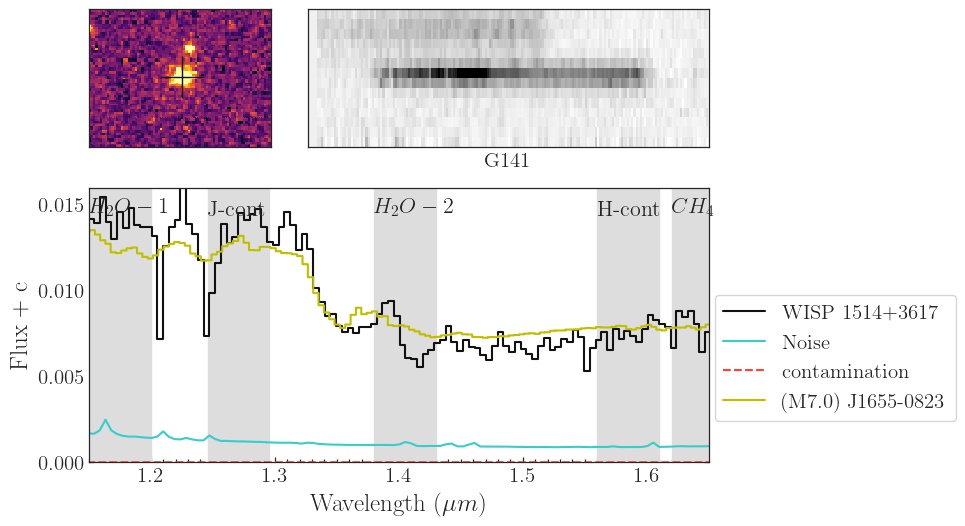 G141
H₂O − 1
J-cont
H₂O − 2
H-cont
CH₄
0.015
0.010
0.005
0.000
Flux + c
1.2
1.3
1.4
1.5
1.6
Wavelength (μm)
WISP 1514+3617
Noise
contamination
(M7.0) J1655-0823